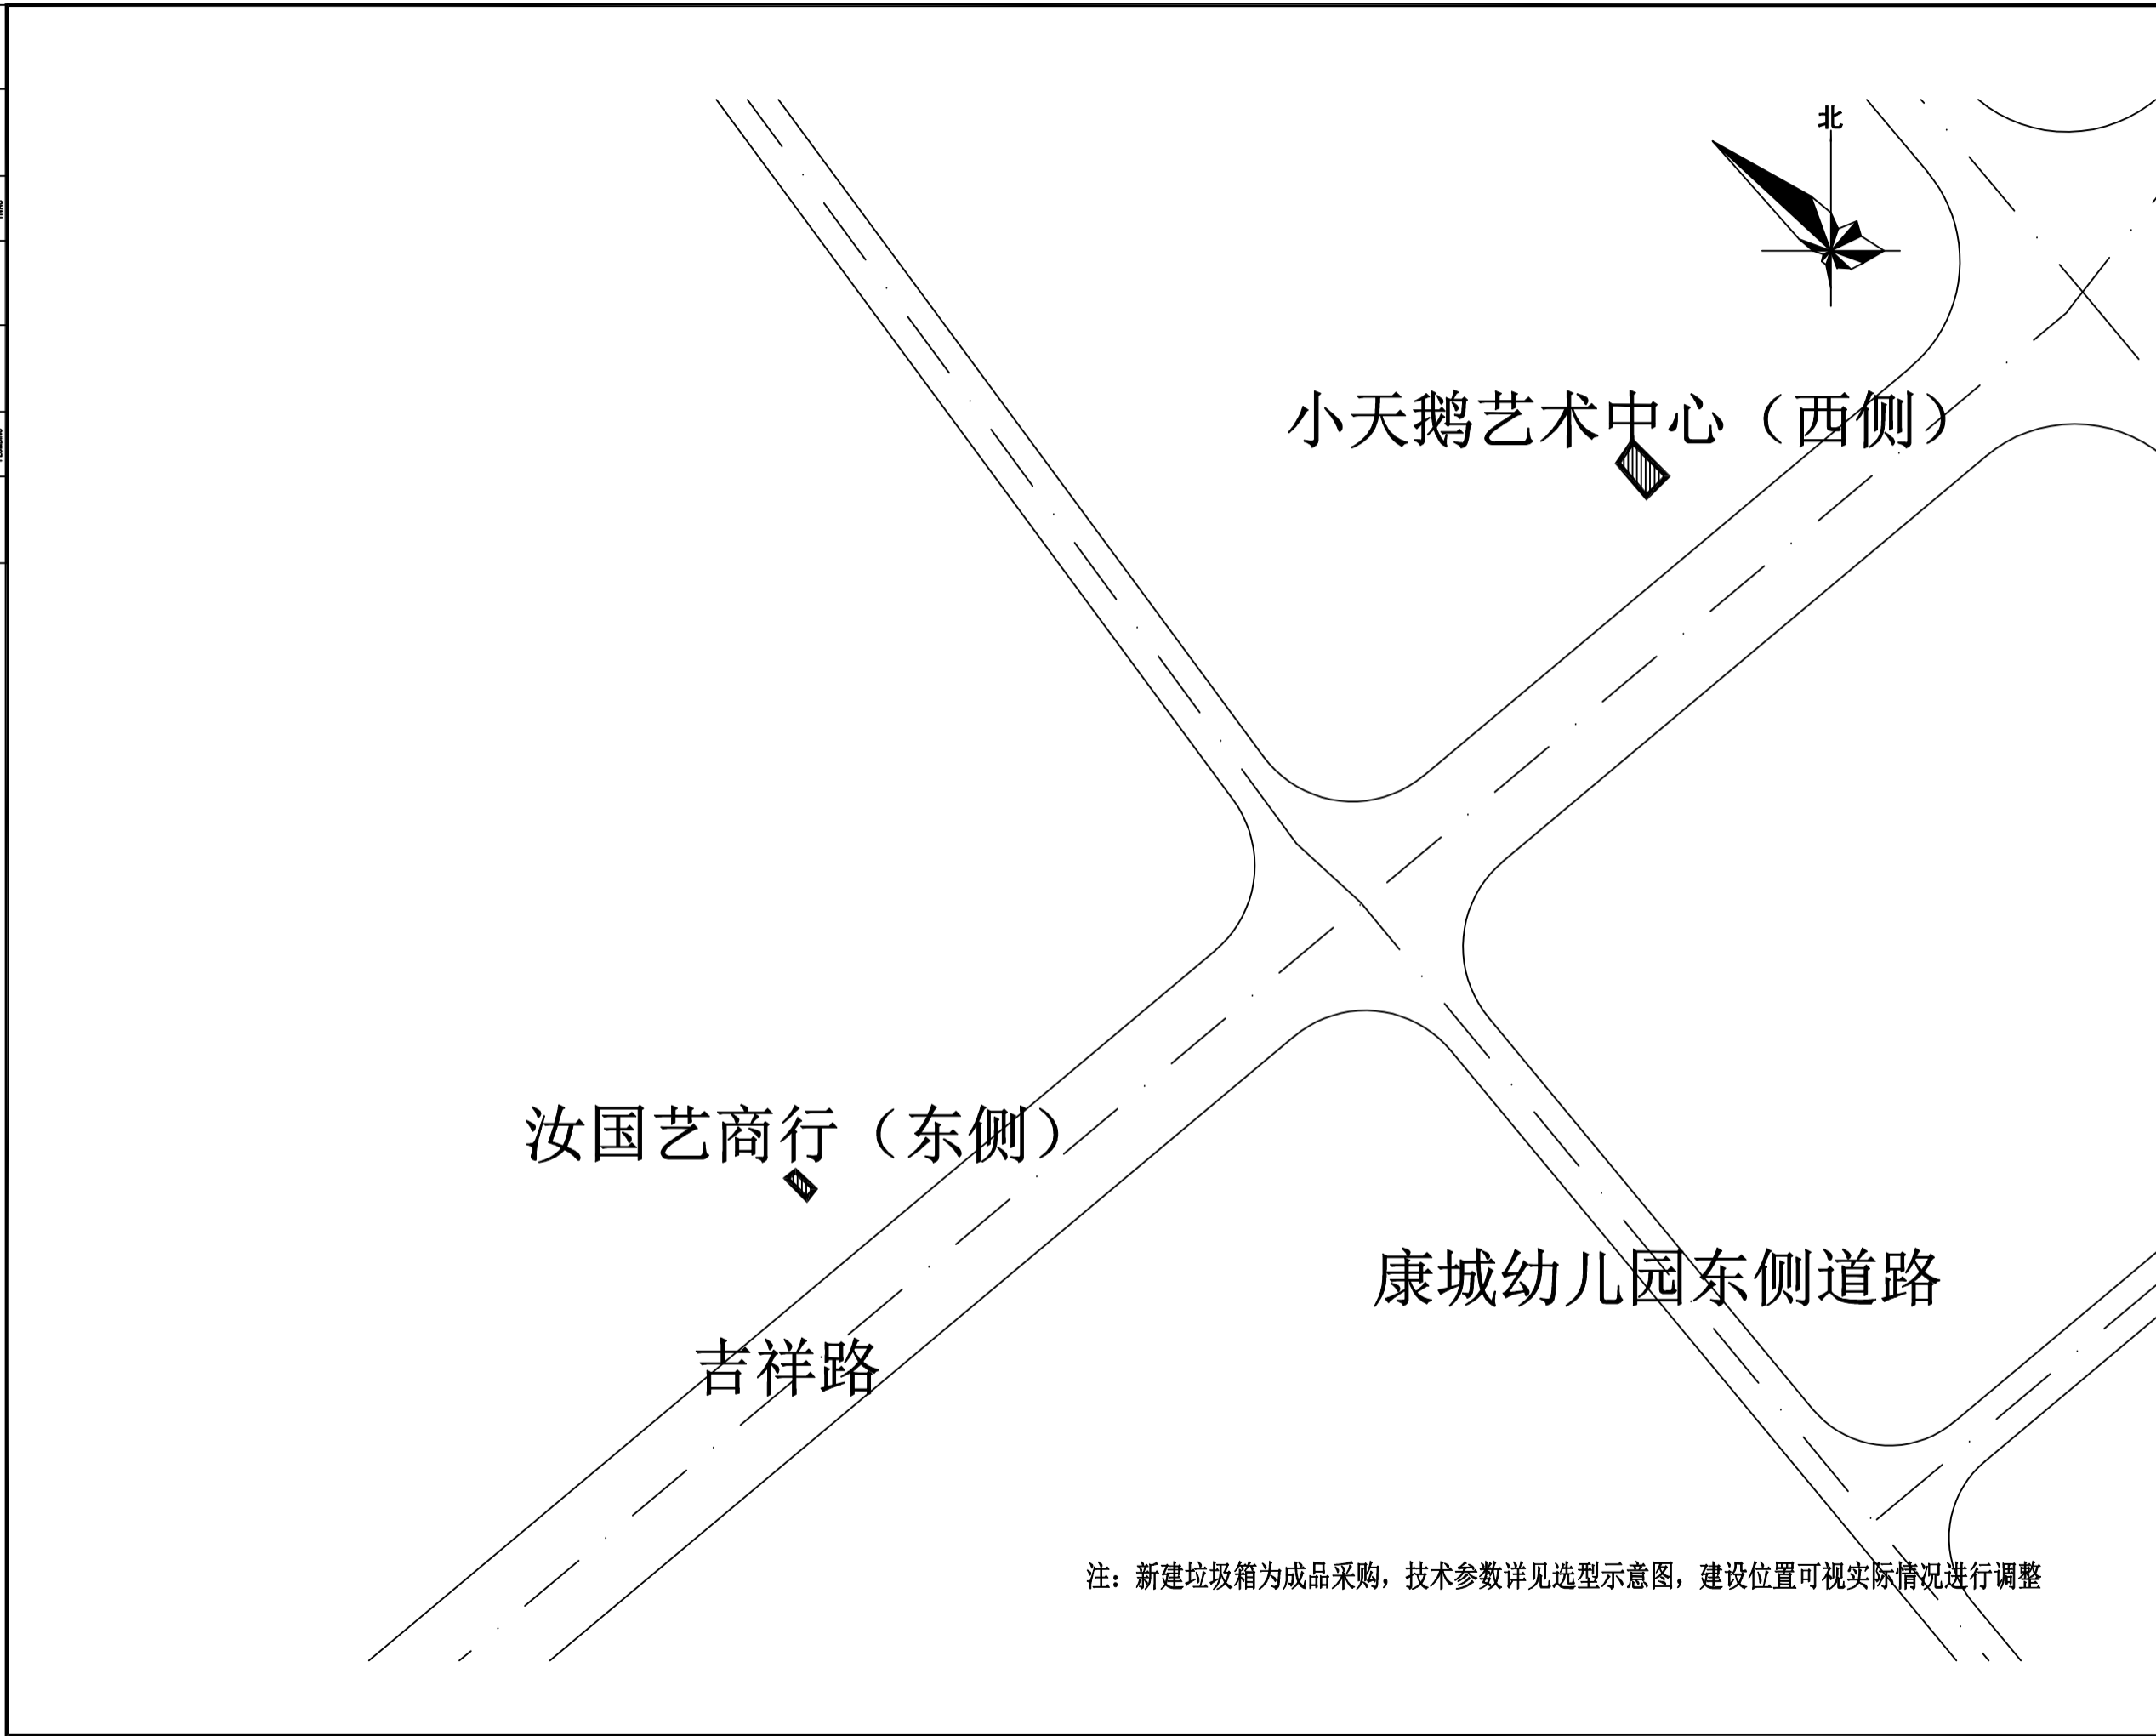 北
小天鹅艺术中心（西侧）
汝国艺商行（东侧）
康城幼儿园东侧道路
吉祥路
注：新建垃圾箱为成品采购，技术参数详见选型示意图，建设位置可视实际情况进行调整